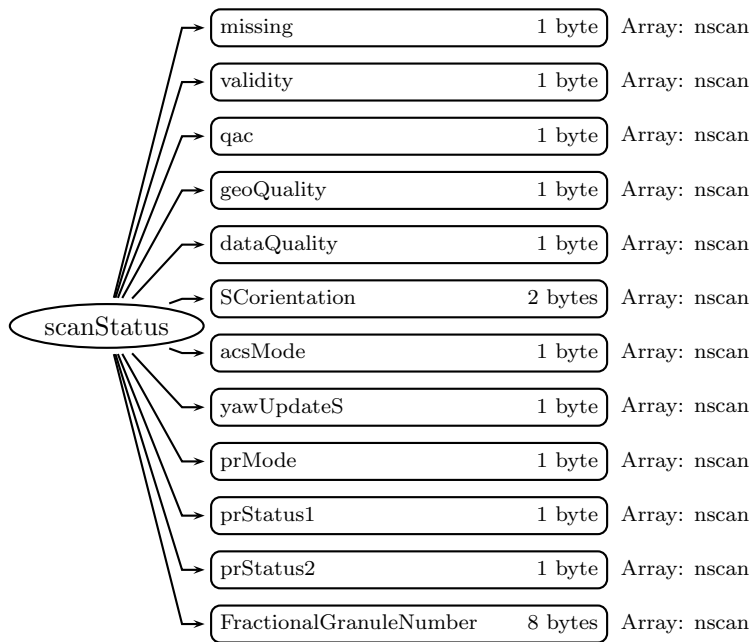 missing 1 byte Array: nscan
validity 1 byte Array: nscan
qac 1 byte Array: nscan
geoQuality 1 byte Array: nscan
dataQuality 1 byte Array: nscan
SCorientation 2 bytes Array: nscan
scanStatus
acsMode 1 byte Array: nscan
yawUpdateS 1 byte Array: nscan
prMode 1 byte Array: nscan
prStatus1 1 byte Array: nscan
prStatus2 1 byte Array: nscan
FractionalGranuleNumber 8 bytes Array: nscan